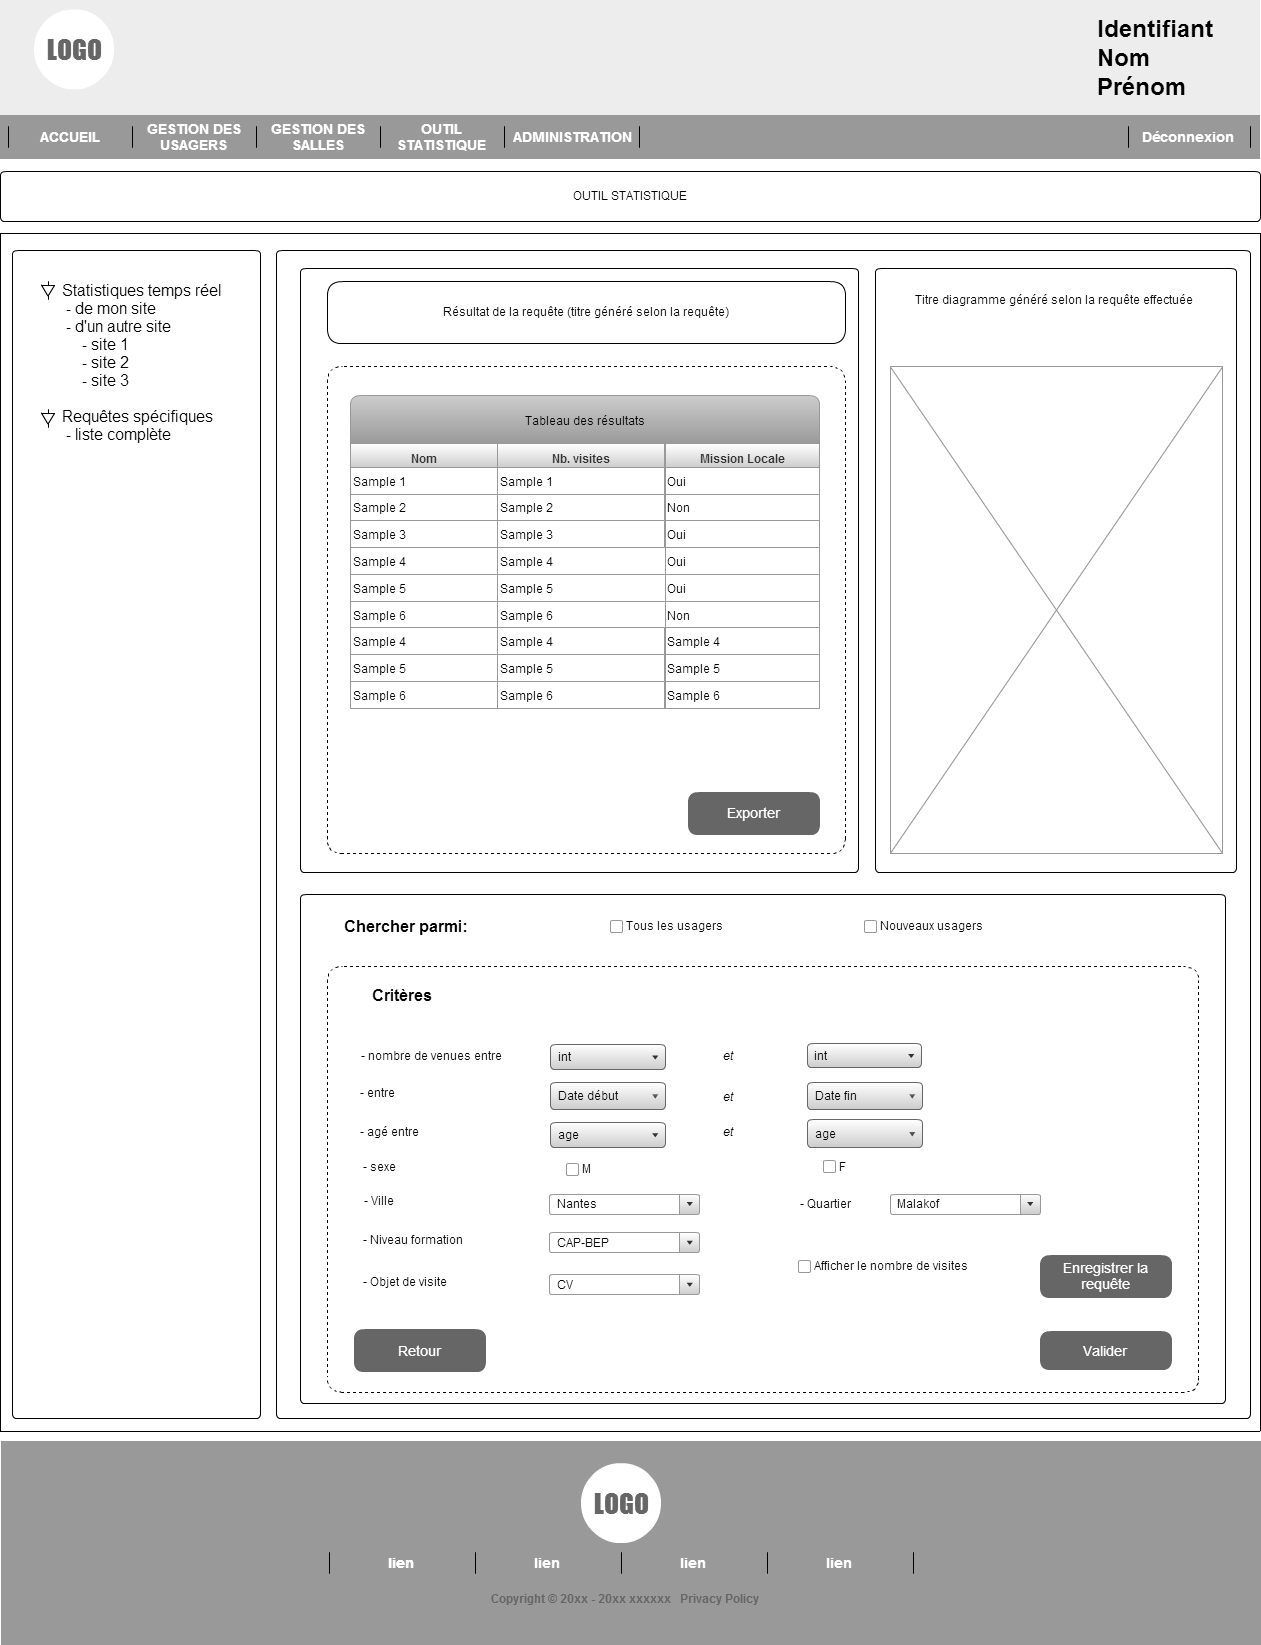 LOGO
Identifiant
Nom
Prénom
ACCUEIL
GESTION DES
USAGERS
GESTION DES
SALLES
OUTIL
STATISTIQUE
ADMINISTRATION
Déconnexion
OUTIL STATISTIQUE
Statistiques temps réel
- de mon site
- d'un autre site
- site 1
- site 2
- site 3
Requêtes spécifiques
- liste complète
Résultat de la requête (titre généré selon la requête)
Tableau des résultats
Nom Nb. visites Mission Locale
Sample 1 Sample 1 Oui
Sample 2 Sample 2 Non
Sample 3 Sample 3 Oui
Sample 4 Sample 4 Oui
Sample 5 Sample 5 Oui
Sample 6 Sample 6 Non
Sample 4 Sample 4 Sample 4
Sample 5 Sample 5 Sample 5
Sample 6 Sample 6 Sample 6
Exporter
Titre diagramme généré selon la requête effectuée
Chercher parmi: Tous les usagers Nouveaux usagers
Critères
- nombre de venues entre int et int
- entre Date début et Date fin
- agé entre age et age
- sexe M F
- Ville Nantes - Quartier Malakof
- Niveau formation CAP-BEP
Afficher le nombre de visites
- Objet de visite CV
Enregistrer la
requête
Retour Valider
LOGO
lien lien lien lien
Copyright © 20xx - 20xx xxxxxx Privacy Policy